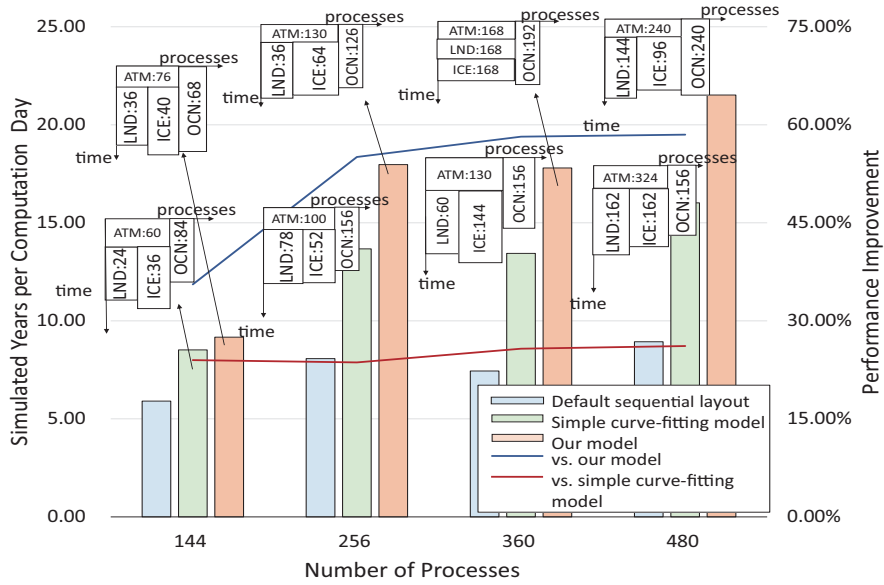 25.00
20.00
15.00
10.00
5.00
0.00
Simulated Years per Computation Day
75.00%
60.00%
45.00%
30.00%
15.00%
0.00%
Performance Improvement
processes
ATM:76
LND:36
ICE:40
OCN:68
time
processes
ATM:130
LND:36
ICE:64
OCN:126
time
processes
ATM:168
LND:168
ICE:168
OCN:192
time
processes
ATM:240
LND:144
ICE:96
OCN:240
time
processes
ATM:60
LND:24
ICE:36
OCN:84
time
processes
ATM:100
LND:78
ICE:52
OCN:156
time
processes
ATM:130
LND:60
ICE:144
OCN:156
time
processes
ATM:324
LND:162
ICE:162
OCN:156
time
Default sequential layout
Simple curve-fitting model
Our model
vs. our model
vs. simple curve-fitting
model
144
256
360
480
Number of Processes